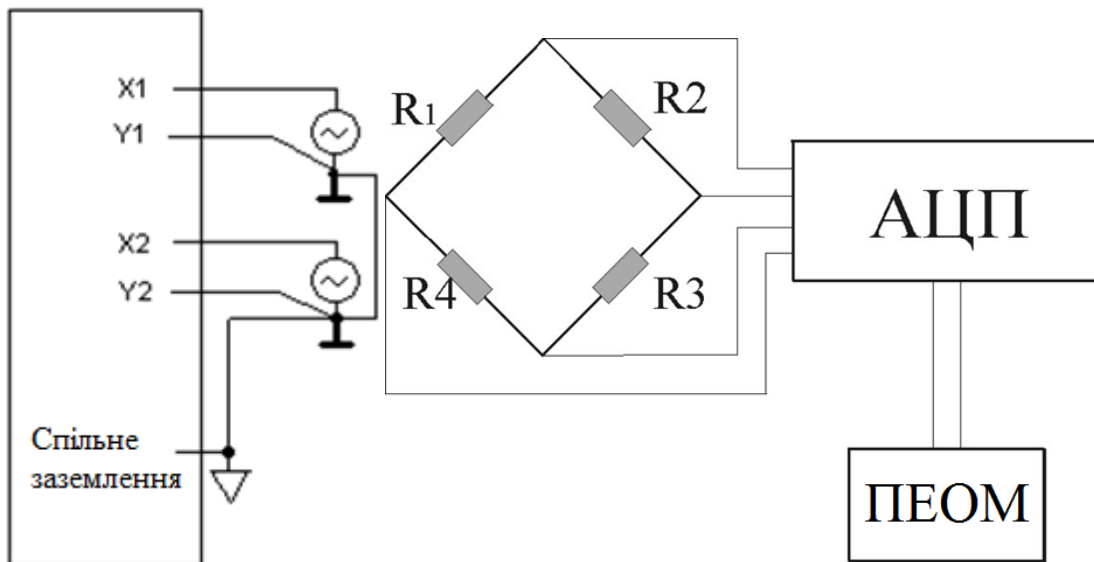 X1
Y1
X2
Y2
Спільне
заземлення
R1
R2
R4
R3
АЦП
ПЕОМ